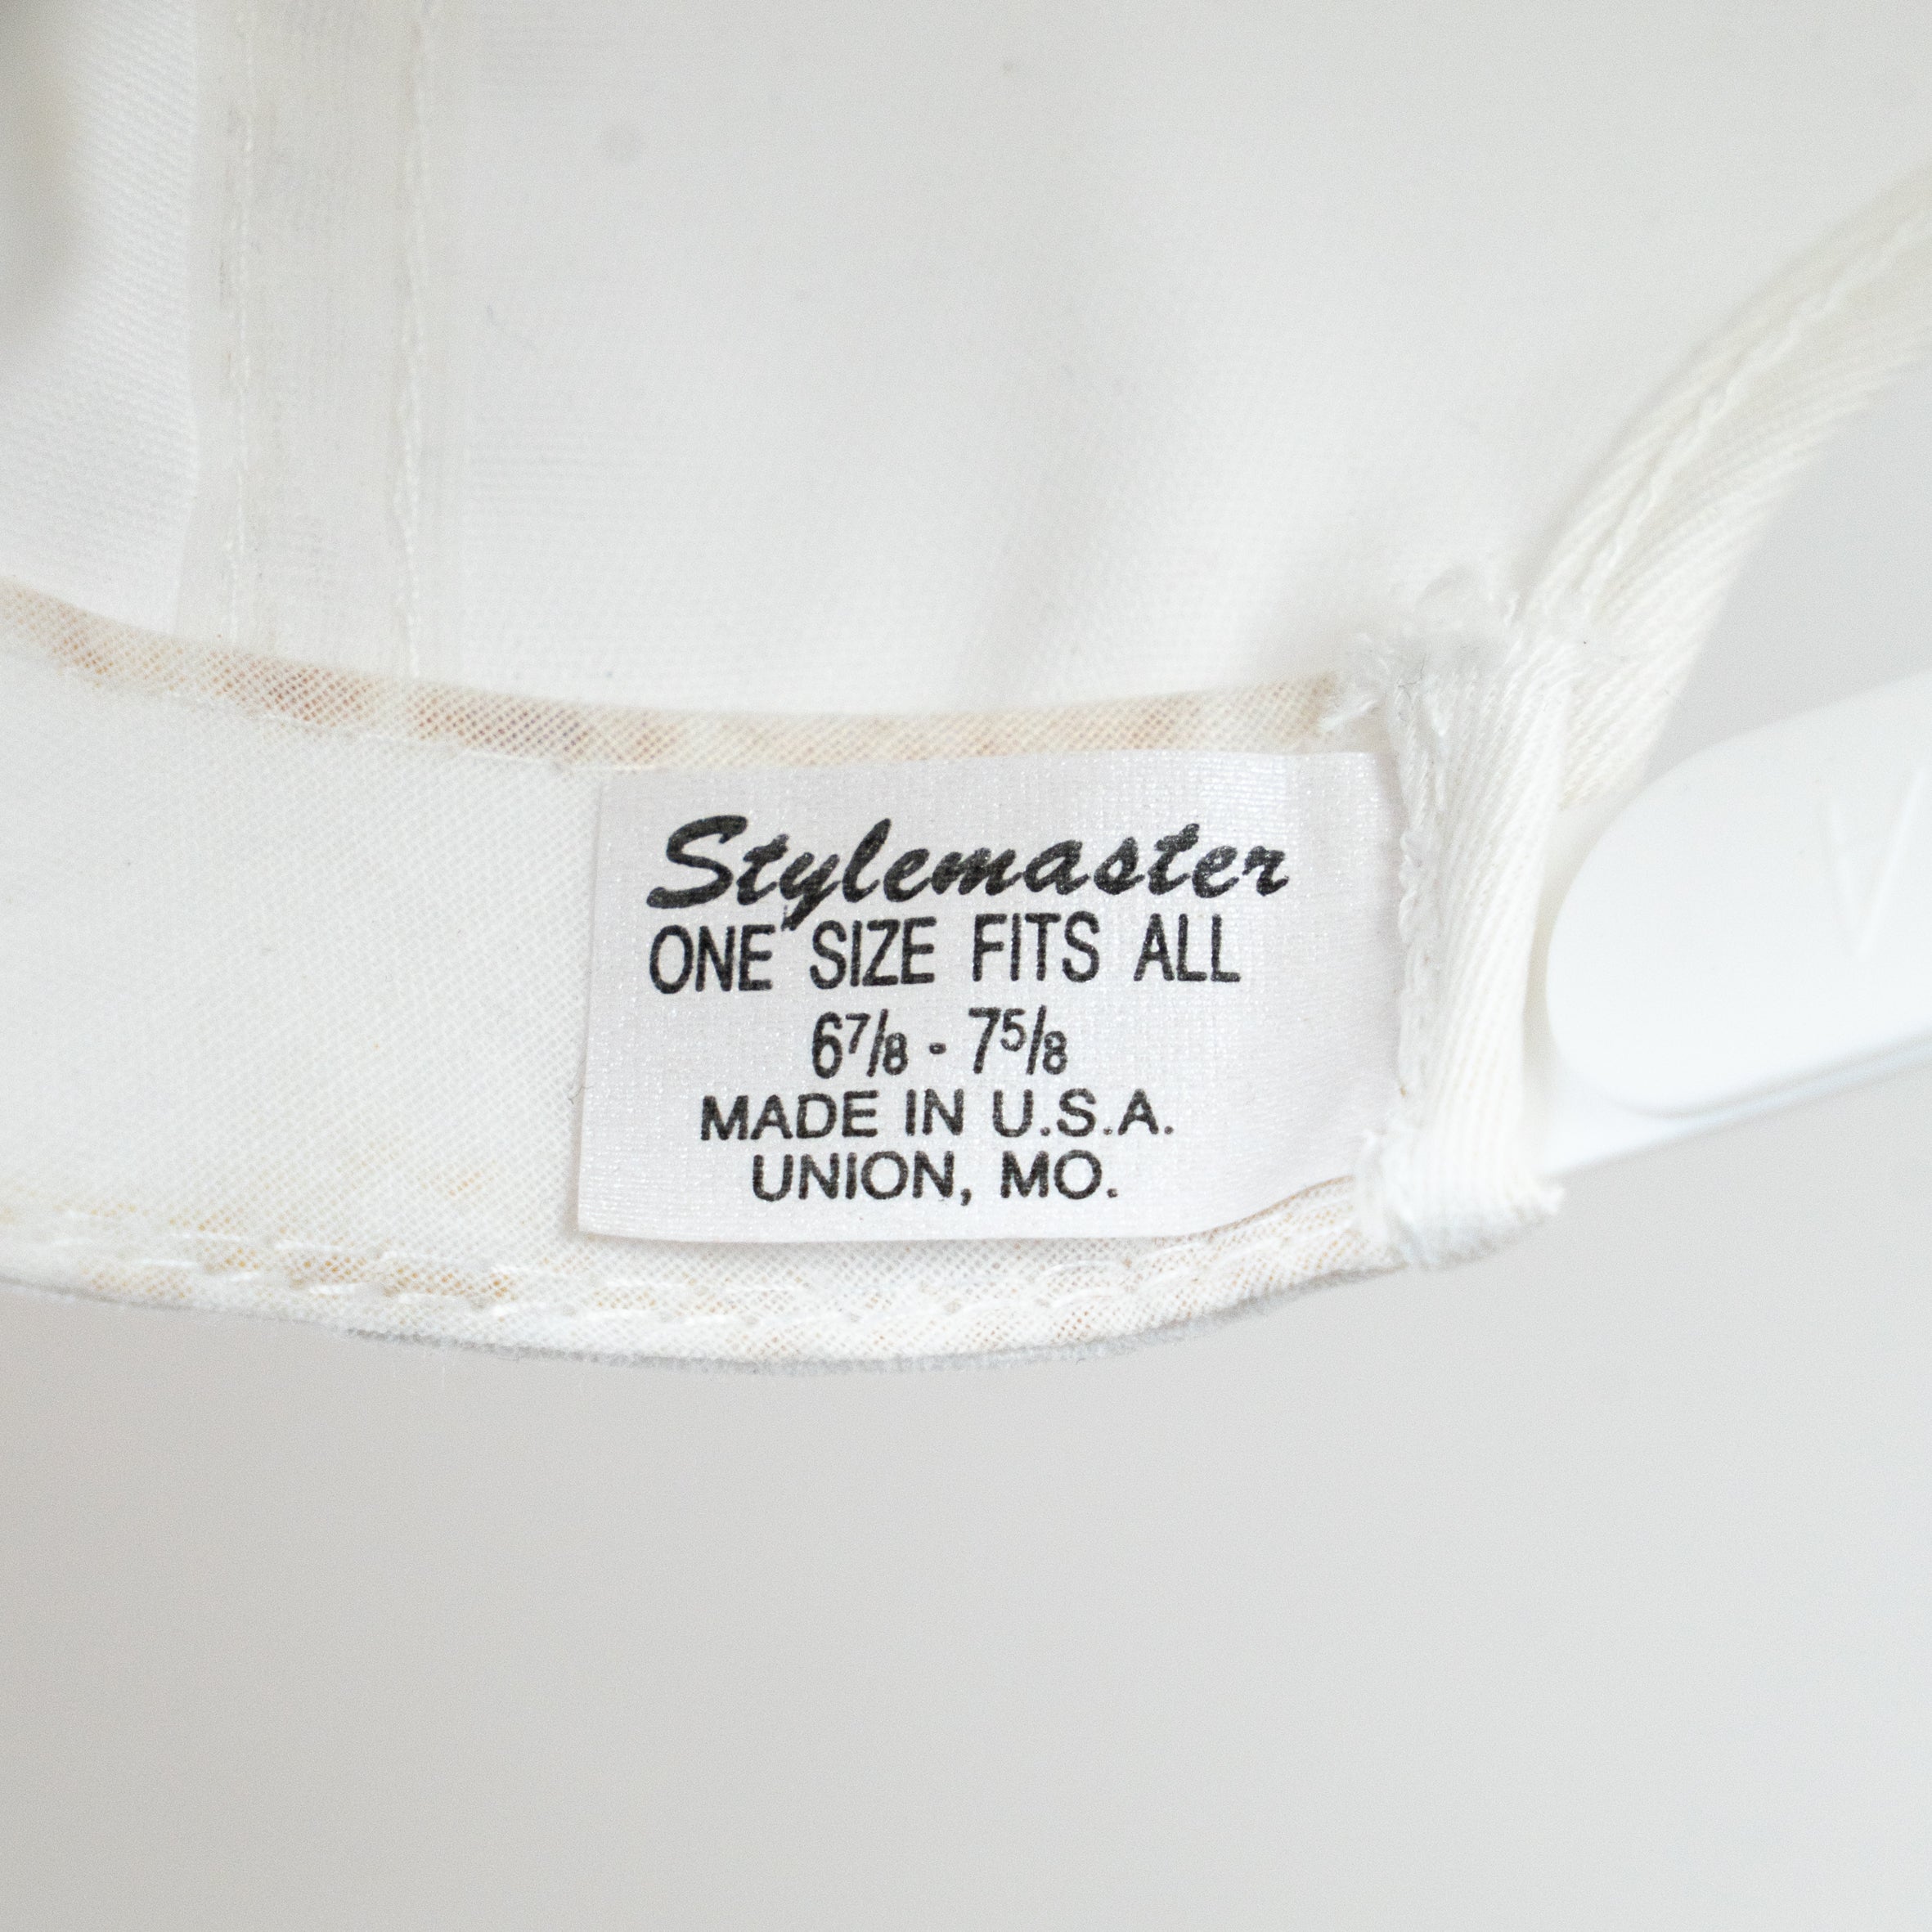 Stylemaster
ONE SIZE FITS ALL
6⅞ - 7⅝
MADE IN U.S.A.
UNION, MO.